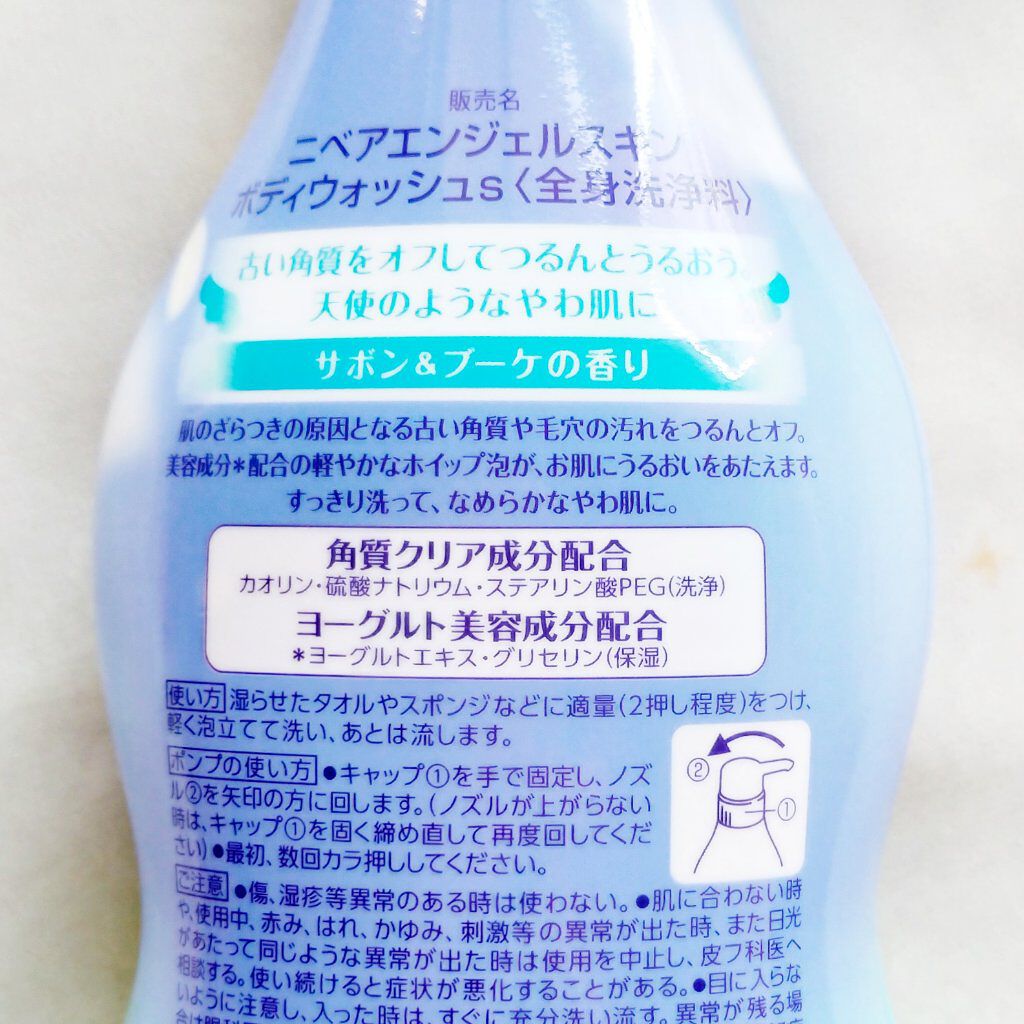 販売名
ニベアエンジェルスキン
ボディウォッシュs〈全身洗浄料〉
古い角質をオフしてつるんとうるおう。
天使のようなやわ肌に
サボン&ブーケの香り
肌のざらつきの原因となる古い角質や毛穴の汚れをつるんとオフ。
美容成分*配合の軽やかなホイップ泡が、お肌にうるおいをあたえます。
すっきり洗って、なめらかなやわ肌に。
角質クリア成分配合
カオリン・硫酸ナトリウム・ステアリン酸PEG(洗浄)
ヨーグルト美容成分配合
*ヨーグルトエキス・グリセリン(保湿)
使い方 湿らせたタオルやスポンジなどに適量(2押し程度)をつけ、
軽く泡立てて洗い、あとは流します。
ポンプの使い方 ●キャップ①を手で固定し、ノズ
ル②を矢印の方に回します。(ノズルが上がらない
時は、キャップ①を固く締め直して再度回してくだ
さい) ●最初、数回カラ押ししてください。
②
①
ご注意 ●傷、湿疹等異常のある時は使わない。●肌に合わない時
や、使用中、赤み、はれ、かゆみ、刺激等の異常が出た時、また日光
があたって同じような異常が出た時は使用を中止し、皮フ科医へ
相談する。使い続けると症状が悪化することがある。●目に入らな
いように注意し、入った時は、すぐに充分洗い流す。異常が残る場